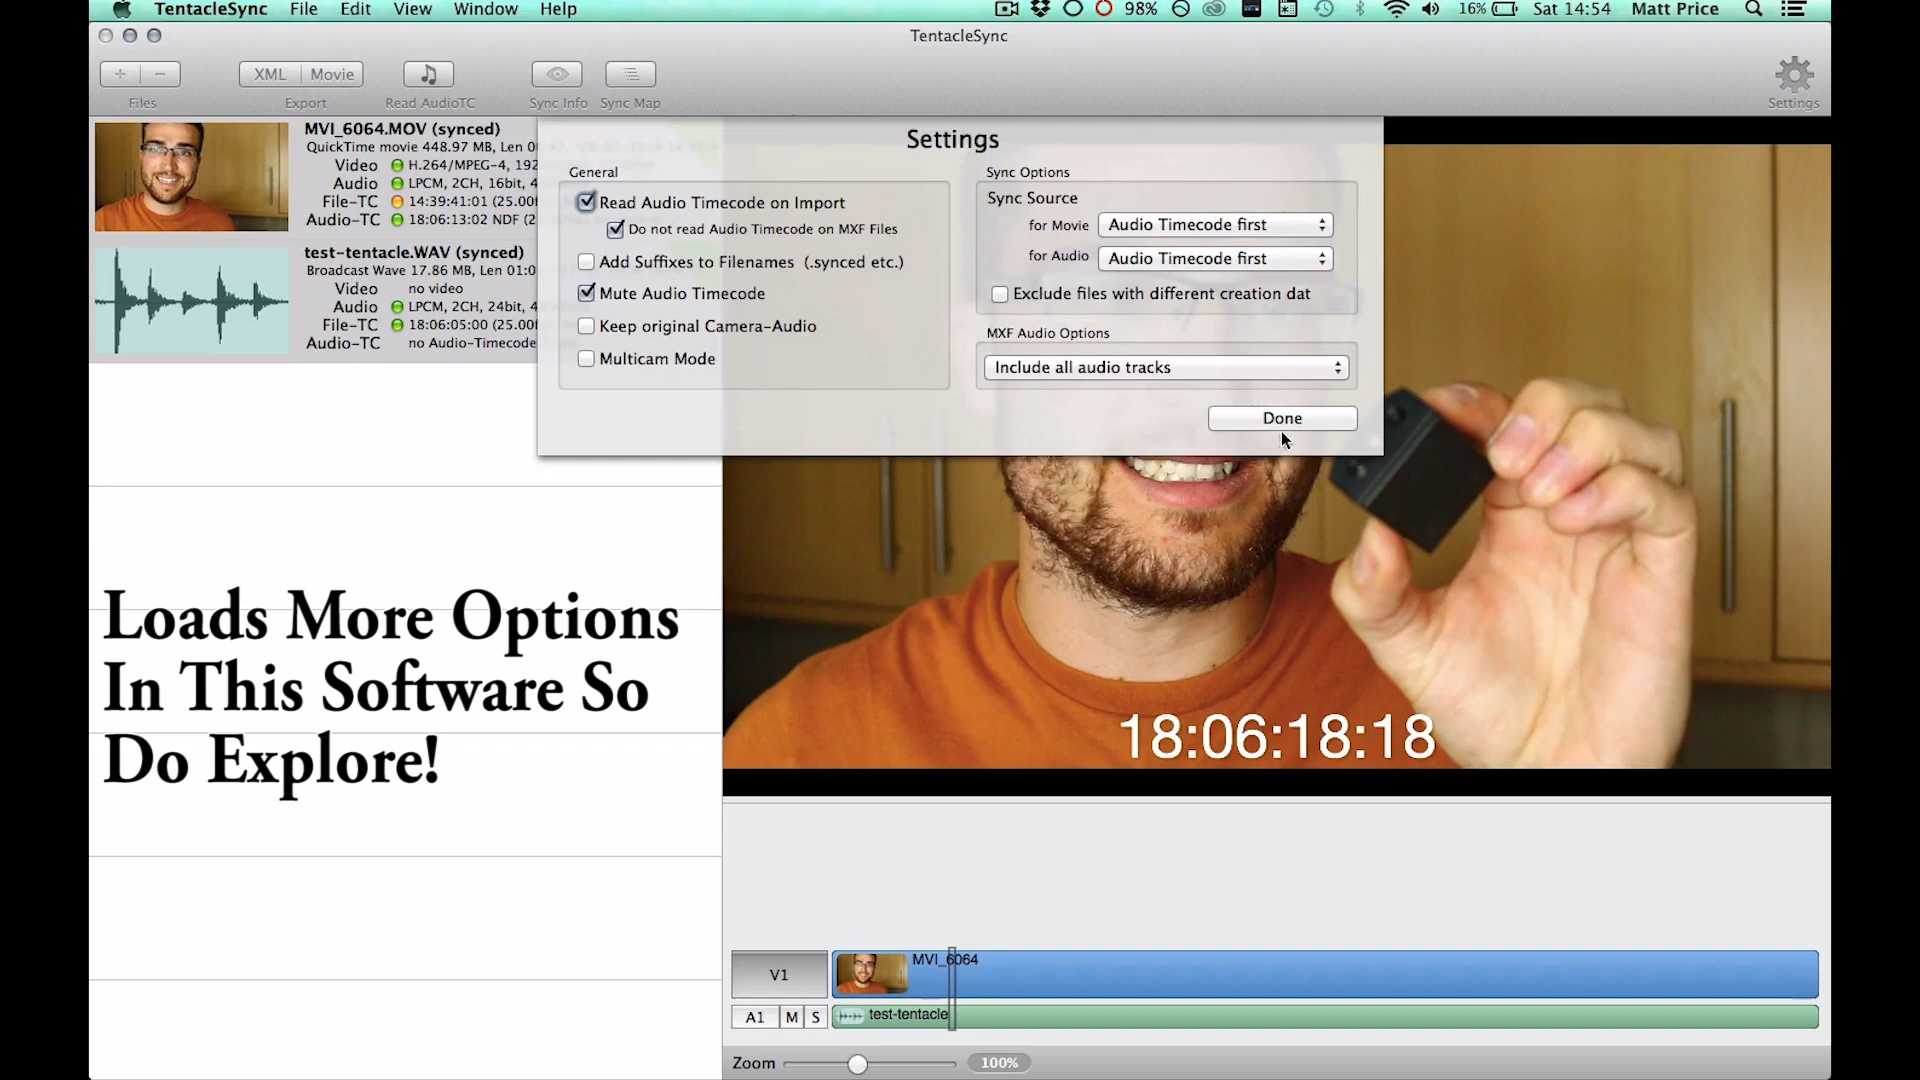 TentacleSync File Edit View Window Help 98% 16% Sat 14:54 Matt Price
TentacleSync
XML Movie
Files Export Read AudioTC Sync Info Sync Map Settings
MVI_6064.MOV (synced)
QuickTime movie 448.97 MB, Len 0
Video H.264/MPEG-4, 192
Audio LPCM, 2CH, 16bit, 4
File-TC 14:39:41:01 (25.00
Audio-TC 18:06:13:02 NDF (2
test-tentacle.WAV (synced)
Broadcast Wave 17.86 MB, Len 01:0
Video no video
Audio LPCM, 2CH, 24bit, 4
File-TC 18:06:05:00 (25.00
Audio-TC no Audio-Timecode
Settings
General
Read Audio Timecode on Import
Do not read Audio Timecode on MXF Files
Add Suffixes to Filenames (.synced etc.)
Mute Audio Timecode
Keep original Camera-Audio
Multicam Mode
Sync Options
Sync Source
for Movie Audio Timecode first
for Audio Audio Timecode first
Exclude files with different creation dat
MXF Audio Options
Include all audio tracks
Done
Loads More Options
In This Software So
Do Explore!
18:06:18:18
V1 MVI_6064
A1 M S test-tentacle
Zoom 100%